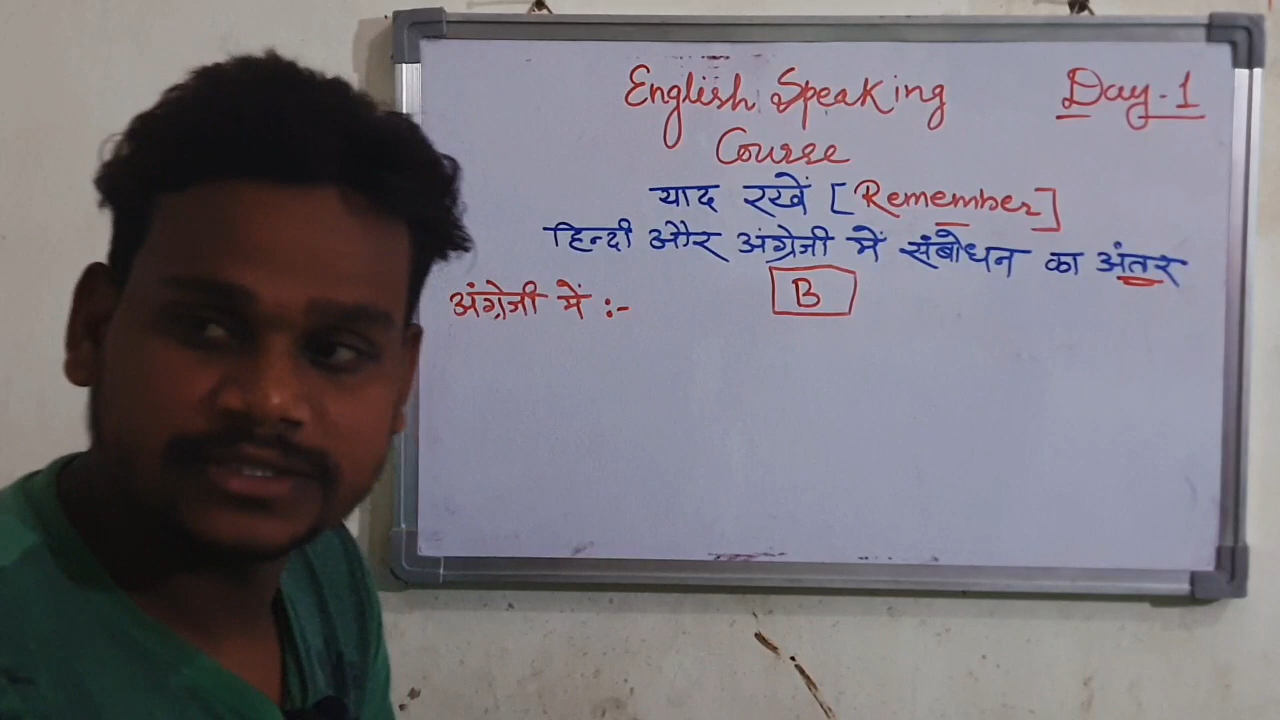 English Speaking Day-1
Course
याद रखें [Remember]
हिन्दी और अंग्रेजी में संबोधन का अंतर
अंग्रेजी में :- B